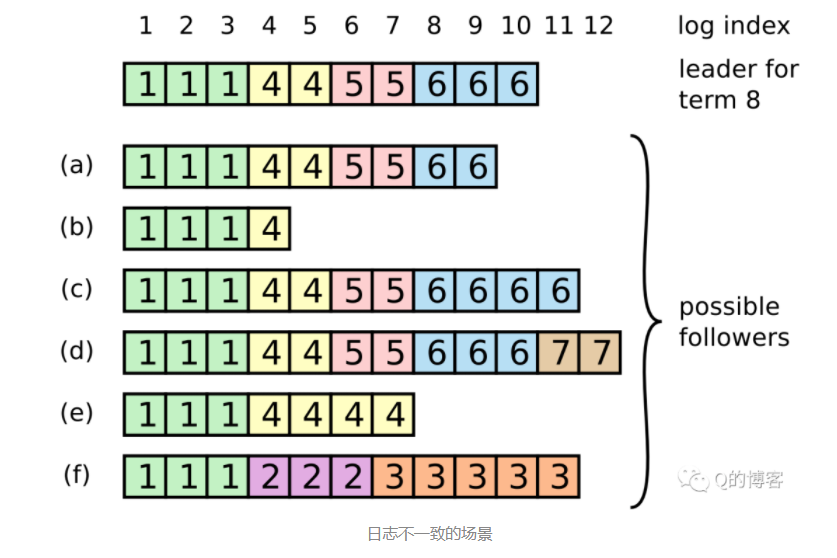 1 2 3 4 5 6 7 8 9 10 11 12 log index
1 1 1 4 4 5 5 6 6 6 leader for
term 8
(a) 1 1 1 4 4 5 5 6 6
(b) 1 1 1 4
(c) 1 1 1 4 4 5 5 6 6 6 6
possible
followers
(d) 1 1 1 4 4 5 5 6 6 6 7 7
(e) 1 1 1 4 4 4 4
(f) 1 1 1 2 2 2 3 3 3 3 3
Q的博客
日志不一致的场景